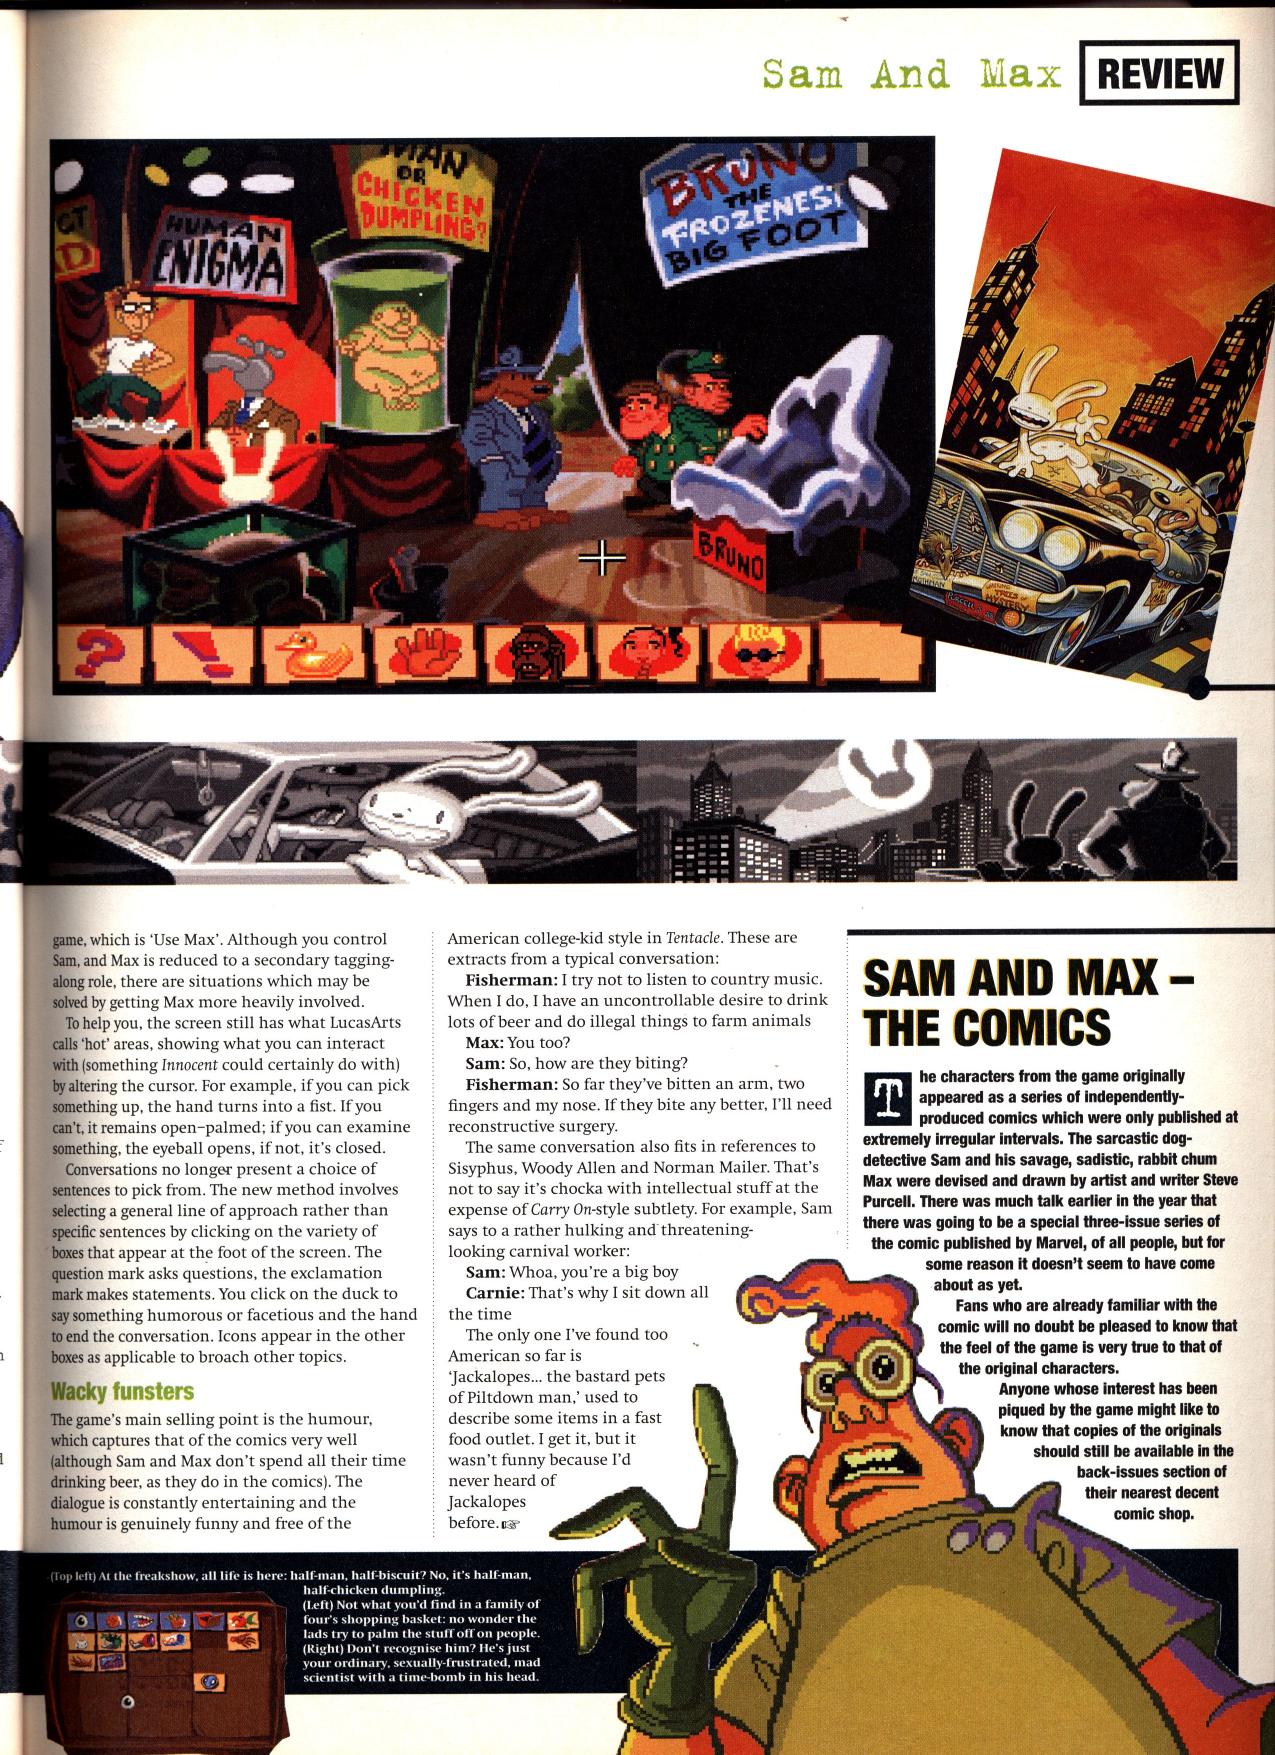 Sam And Max REVIEW
MAN
OR
CHICKEN
DUMPLING?
HUMAN
ENIGMA
BRUNO
THE
FROZENEST
BIG FOOT
BRUNO
game, which is ‘Use Max’. Although you control
Sam, and Max is reduced to a secondary tagging-
along role, there are situations which may be
solved by getting Max more heavily involved.
To help you, the screen still has what LucasArts
calls ‘hot’ areas, showing what you can interact
with (something Innocent could certainly do with)
by altering the cursor. For example, if you can pick
something up, the hand turns into a fist. If you
can’t, it remains open-palmed; if you can examine
something, the eyeball opens, if not, it’s closed.
Conversations no longer present a choice of
sentences to pick from. The new method involves
selecting a general line of approach rather than
specific sentences by clicking on the variety of
boxes that appear at the foot of the screen. The
question mark asks questions, the exclamation
mark makes statements. You click on the duck to
say something humorous or facetious and the hand
to end the conversation. Icons appear in the other
boxes as applicable to broach other topics.
Wacky funsters
The game’s main selling point is the humour,
which captures that of the comics very well
(although Sam and Max don’t spend all their time
drinking beer, as they do in the comics). The
dialogue is constantly entertaining and the
humour is genuinely funny and free of the
American college-kid style in Tentacle. These are
extracts from a typical conversation:
Fisherman: I try not to listen to country music.
When I do, I have an uncontrollable desire to drink
lots of beer and do illegal things to farm animals
Max: You too?
Sam: So, how are they biting?
Fisherman: So far they’ve bitten an arm, two
fingers and my nose. If they bite any better, I’ll need
reconstructive surgery.
The same conversation also fits in references to
Sisyphus, Woody Allen and Norman Mailer. That’s
not to say it’s chocka with intellectual stuff at the
expense of Carry On-style subtlety. For example, Sam
says to a rather hulking and threatening-
looking carnival worker:
Sam: Whoa, you’re a big boy
Carnie: That’s why I sit down all
the time
The only one I’ve found too
American so far is
‘Jackalopes... the bastard pets
of Piltdown man,’ used to
describe some items in a fast
food outlet. I get it, but it
wasn’t funny because I’d
never heard of
Jackalopes
before.
SAM AND MAX –
THE COMICS
The characters from the game originally
appeared as a series of independently-
produced comics which were only published at
extremely irregular intervals. The sarcastic dog-
detective Sam and his savage, sadistic, rabbit chum
Max were devised and drawn by artist and writer Steve
Purcell. There was much talk earlier in the year that
there was going to be a special three-issue series of
the comic published by Marvel, of all people, but for
some reason it doesn’t seem to have come
about as yet.
Fans who are already familiar with the
comic will no doubt be pleased to know that
the feel of the game is very true to that of
the original characters.
Anyone whose interest has been
piqued by the game might like to
know that copies of the originals
should still be available in the
back-issues section of
their nearest decent
comic shop.
(Top left) At the freakshow, all life is here: half-man, half-biscuit? No, it’s half-man,
half-chicken dumpling.
(Left) Not what you’d find in a family of
four’s shopping basket: no wonder the
lads try to palm the stuff off on people.
(Right) Don’t recognise him? He’s just
your ordinary, sexually-frustrated, mad
scientist with a time-bomb in his head.